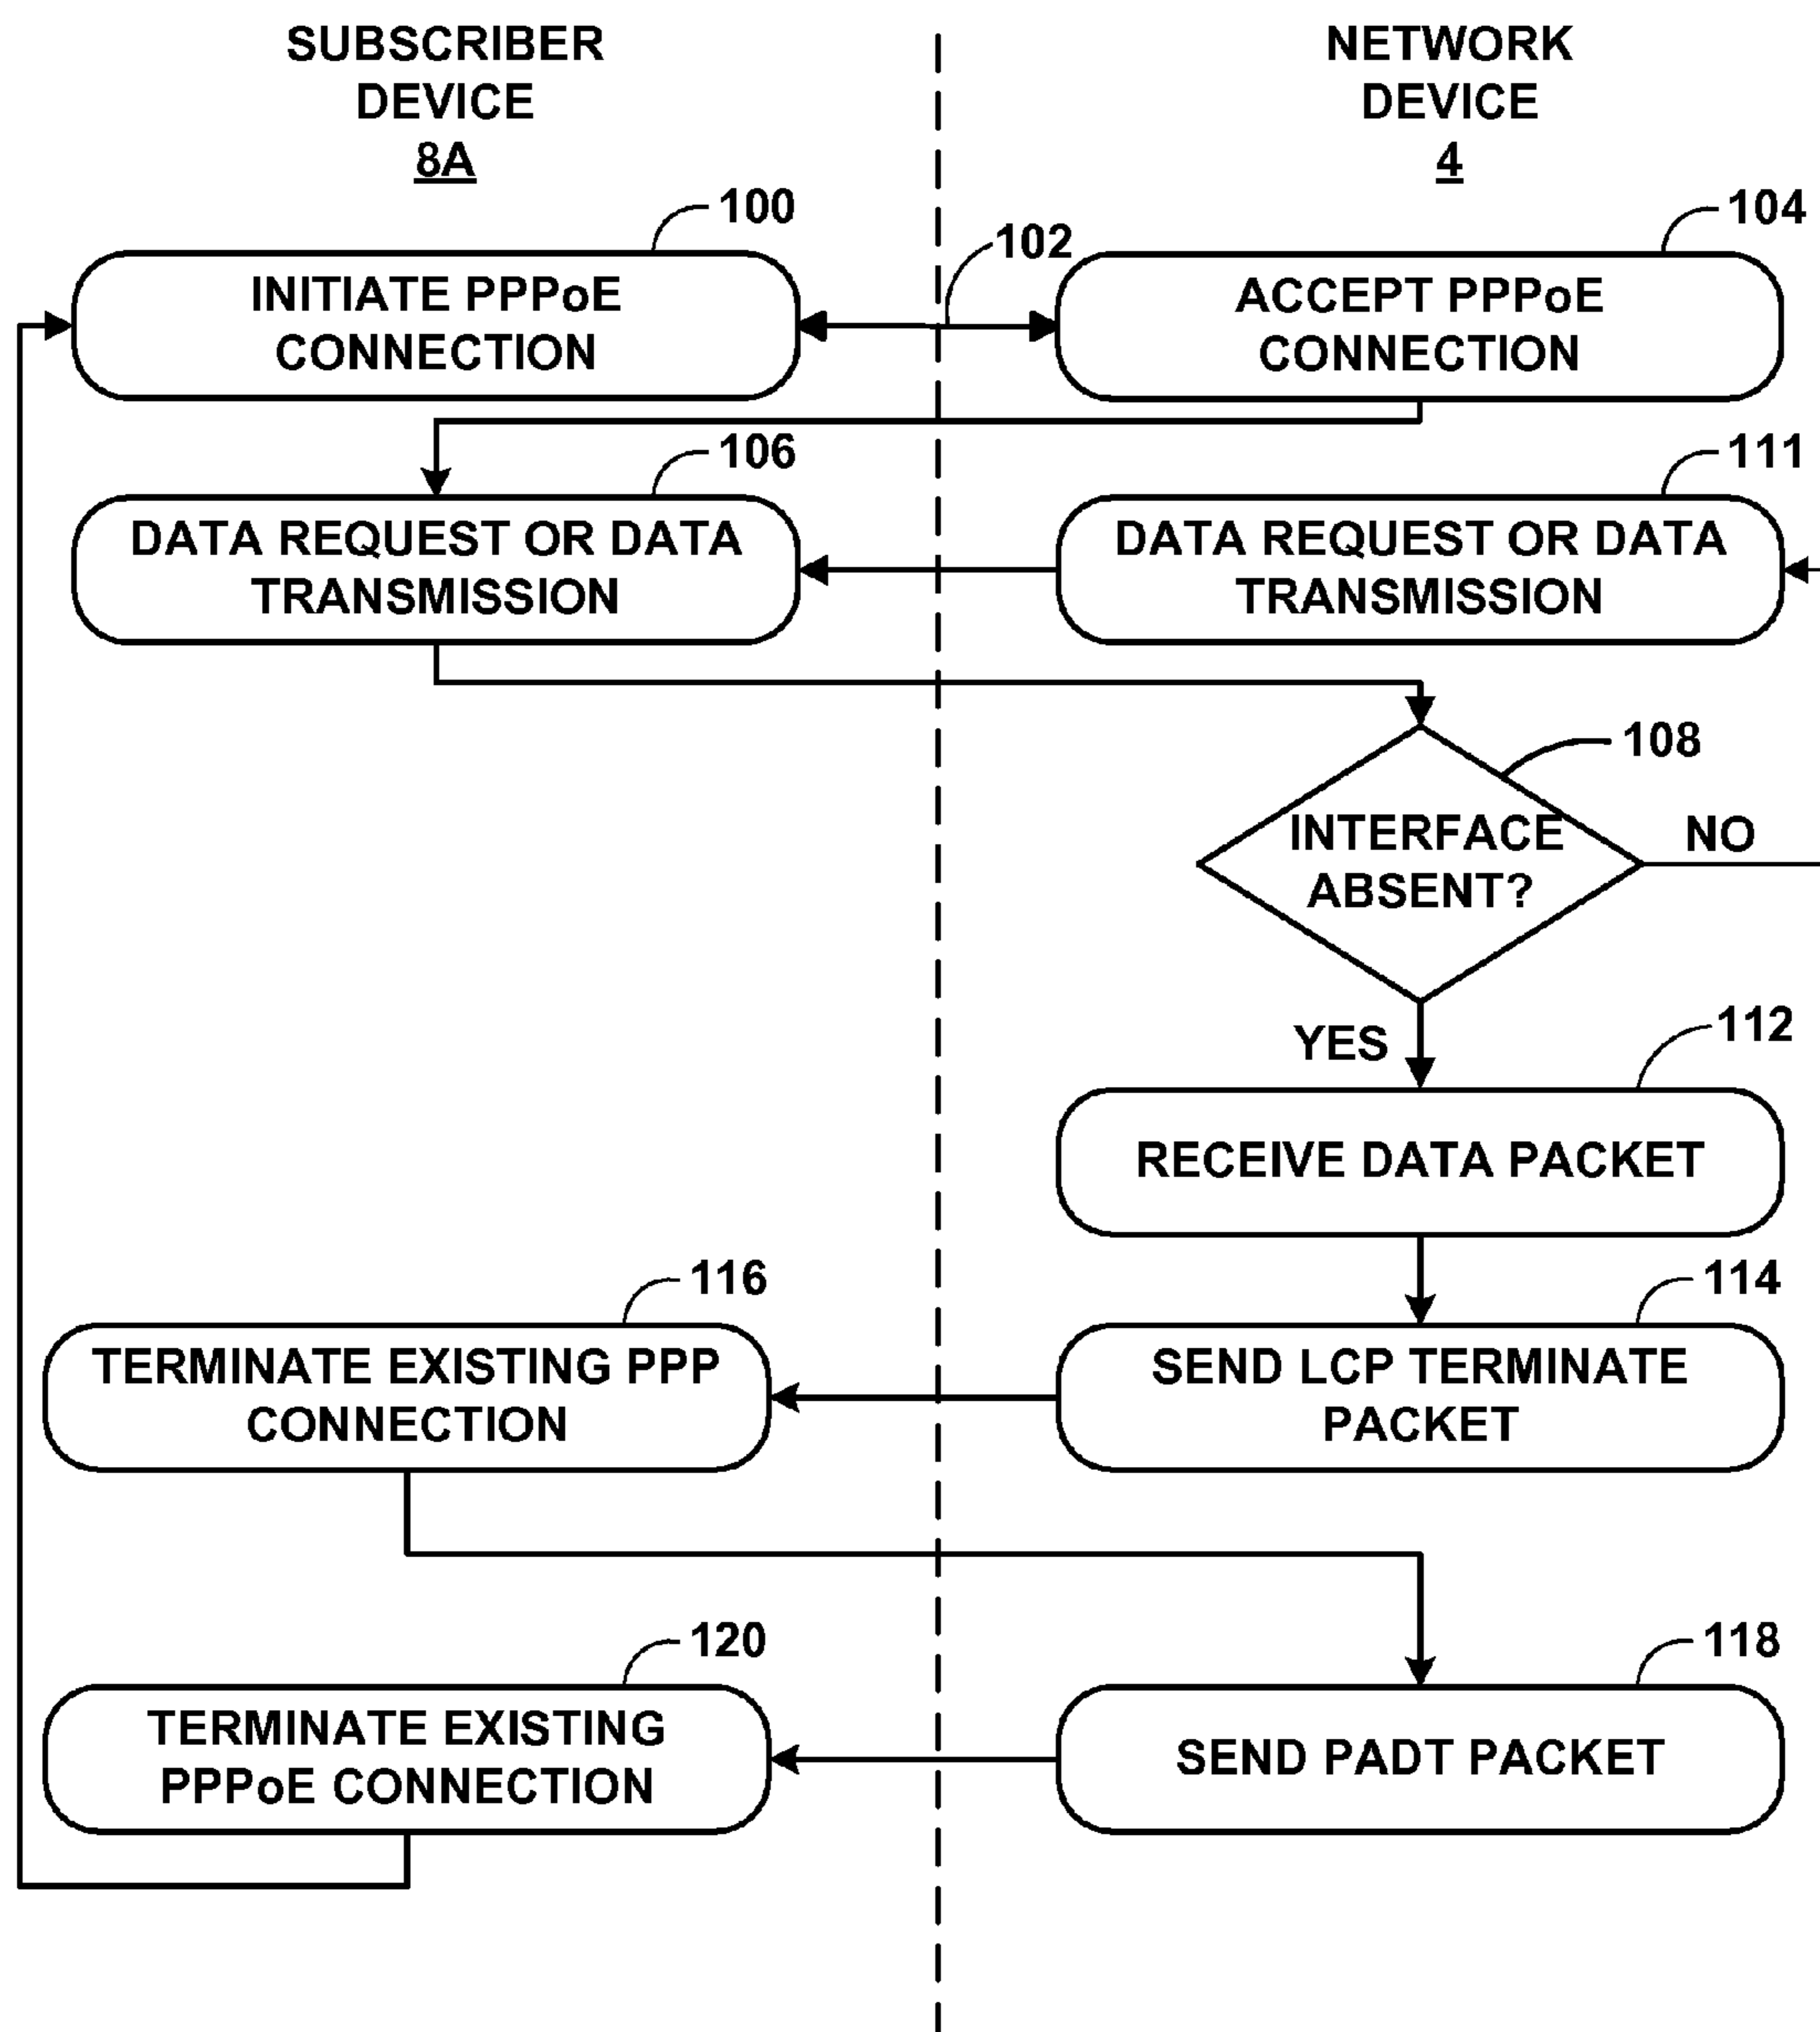 SUBSCRIBER
DEVICE
8A
NETWORK
DEVICE
4
100
102
104
INITIATE PPPoE
CONNECTION
ACCEPT PPPoE
CONNECTION
106
111
DATA REQUEST OR DATA
TRANSMISSION
DATA REQUEST OR DATA
TRANSMISSION
108
INTERFACE
ABSENT?
NO
YES
112
RECEIVE DATA PACKET
116
114
TERMINATE EXISTING PPP
CONNECTION
SEND LCP TERMINATE
PACKET
120
118
TERMINATE EXISTING
PPPoE CONNECTION
SEND PADT PACKET